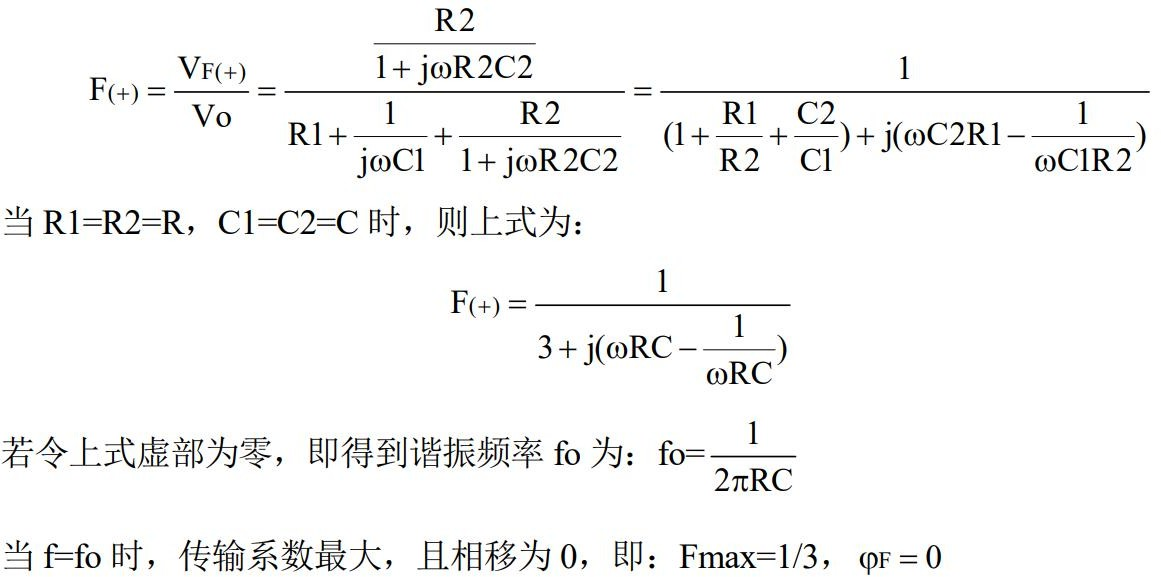 F(+) = VF(+)/Vo = (R2/(1+jωR2C2))/(R1+1/(jωC1)+R2/(1+jωR2C2)) = 1/((1+R1/R2+C2/C1)+j(ωC2R1−1/(ωC1R2)))
当 R1=R2=R，C1=C2=C 时，则上式为：
F(+) = 1/(3+j(ωRC−1/(ωRC)))
若令上式虚部为零，即得到谐振频率 fo 为：fo=1/(2πRC)
当 f=fo 时，传输系数最大，且相移为 0，即：Fmax=1/3，φF = 0